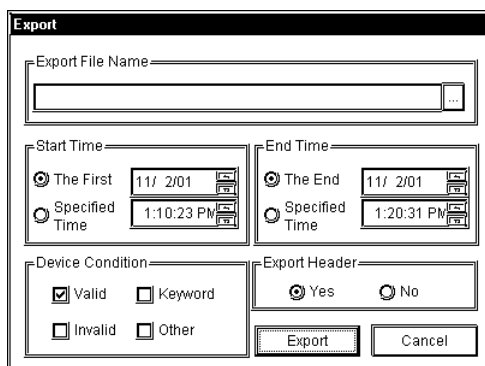 Export
Export File Name
...
Start Time
The First
11/ 2/01
Specified Time
1:10:23 PM
End Time
The End
11/ 2/01
Specified Time
1:20:31 PM
Device Condition
Valid
Keyword
Invalid
Other
Export Header
Yes
No
Export
Cancel